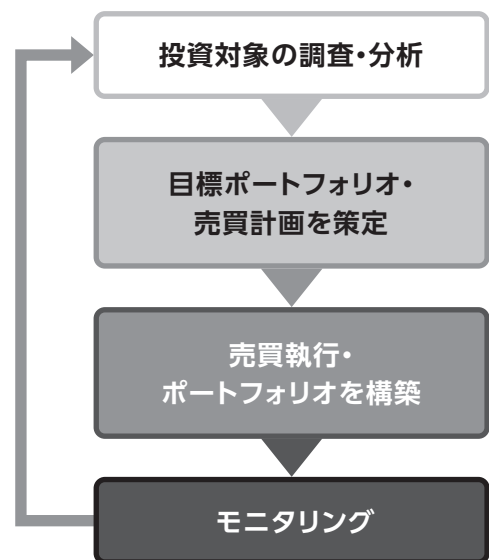 投資対象の調査・分析
目標ポートフォリオ・
売買計画を策定
売買執行・
ポートフォリオを構築
モニタリング